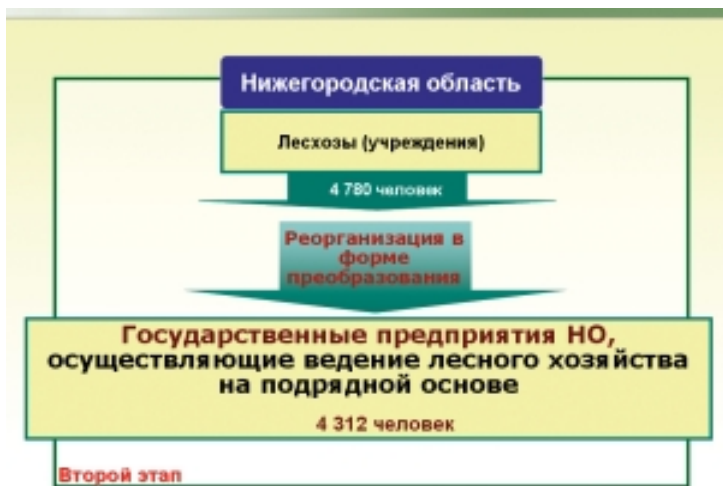 Нижегородская область
Лесхозы (учреждения)
4 780 человек
Реорганизация в
форме
преобразования
Государственные предприятия НО,
осуществляющие ведение лесного хозяйства
на подрядной основе
4 312 человек
Второй этап